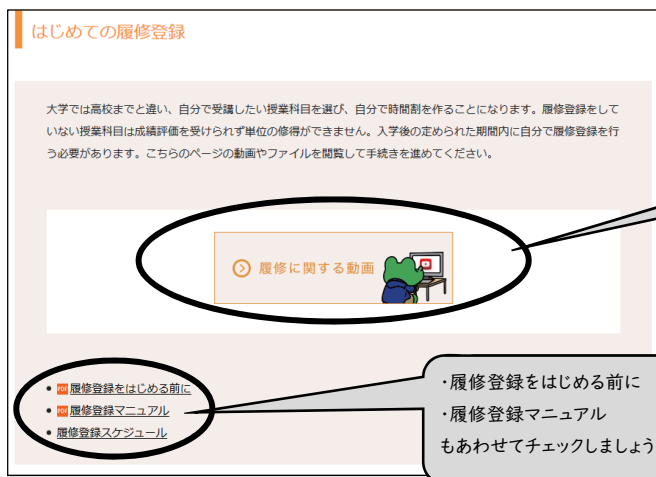 はじめての履修登録
大学では高校までと違い、自分で受講したい授業科目を選び、自分で時間割を作ることになります。履修登録をして
いない授業科目は成績評価を受けられず単位の修得ができません。入学後の定められた期間内に自分で履修登録を行
う必要があります。こちらのページの動画やファイルを閲覧して手続きを進めてください。
履修に関する動画
• PDF 履修登録をはじめる前に
• PDF 履修登録マニュアル
• 履修登録スケジュール
・履修登録をはじめる前に
・履修登録マニュアル
もあわせてチェックしましょう